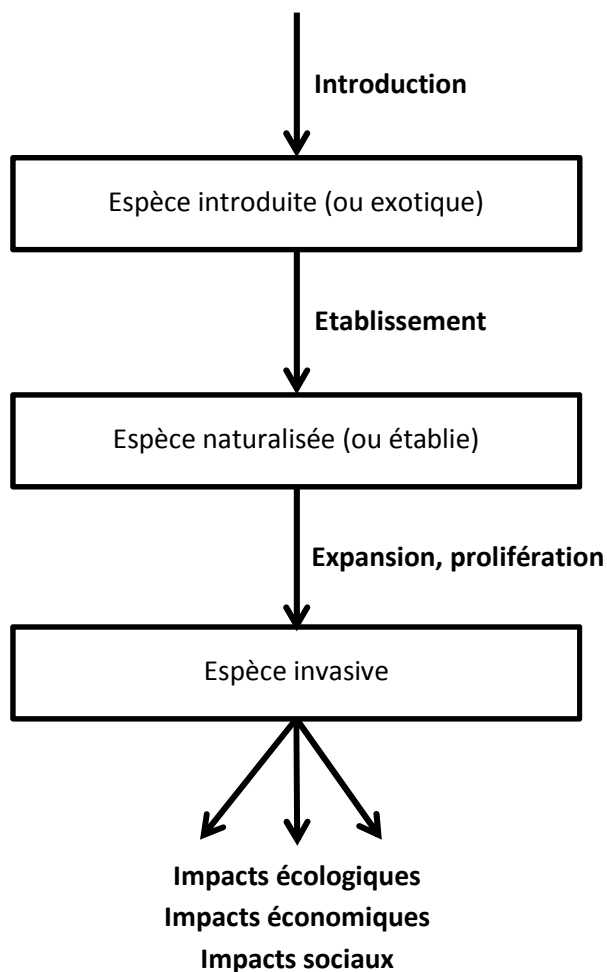 Introduction
Espèce introduite (ou exotique)
Etablissement
Espèce naturalisée (ou établie)
Expansion, prolifération
Espèce invasive
Impacts écologiques
Impacts économiques
Impacts sociaux